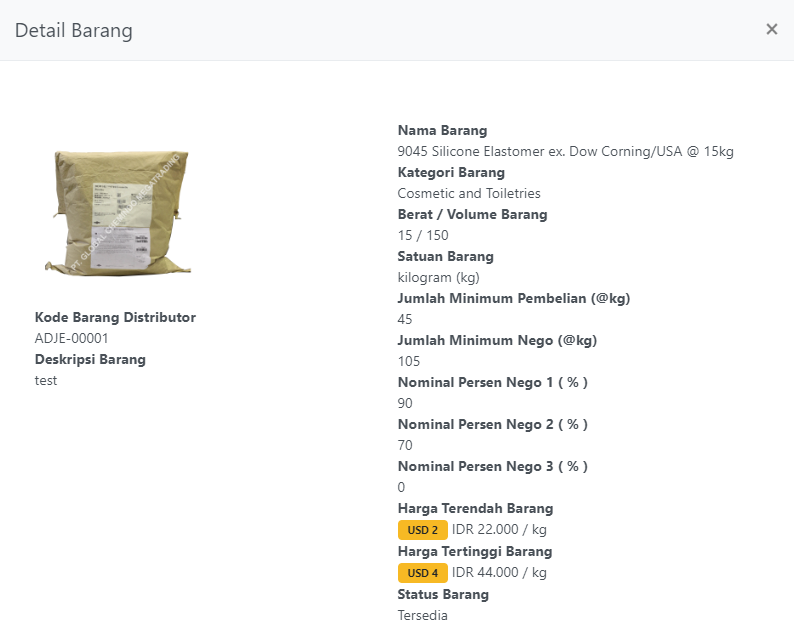 Detail Barang
×
PT. GLOBAL CHEMINDO MEGATRADING
Kode Barang Distributor
ADJE-00001
Deskripsi Barang
test
Nama Barang
9045 Silicone Elastomer ex. Dow Corning/USA @ 15kg
Kategori Barang
Cosmetic and Toiletries
Berat / Volume Barang
15 / 150
Satuan Barang
kilogram (kg)
Jumlah Minimum Pembelian (@kg)
45
Jumlah Minimum Nego (@kg)
105
Nominal Persen Nego 1 ( % )
90
Nominal Persen Nego 2 ( % )
70
Nominal Persen Nego 3 ( % )
0
Harga Terendah Barang
USD 2 IDR 22.000 / kg
Harga Tertinggi Barang
USD 4 IDR 44.000 / kg
Status Barang
Tersedia